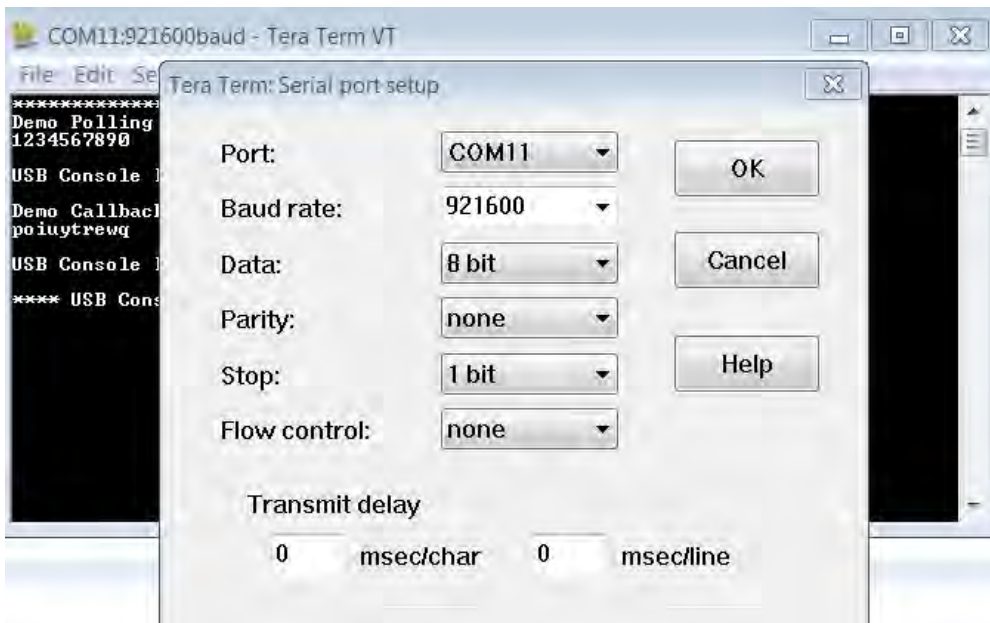 COM11:921600baud - Tera Term VT
File Edit Se
Tera Term: Serial port setup
*************
Demo Polling
1234567890
USB Console
Demo Callbac
poiuytrewq
USB Console
**** USB Cons
Port: COM11
Baud rate: 921600
Data: 8 bit
Parity: none
Stop: 1 bit
Flow control: none
OK
Cancel
Help
Transmit delay
0 msec/char 0 msec/line